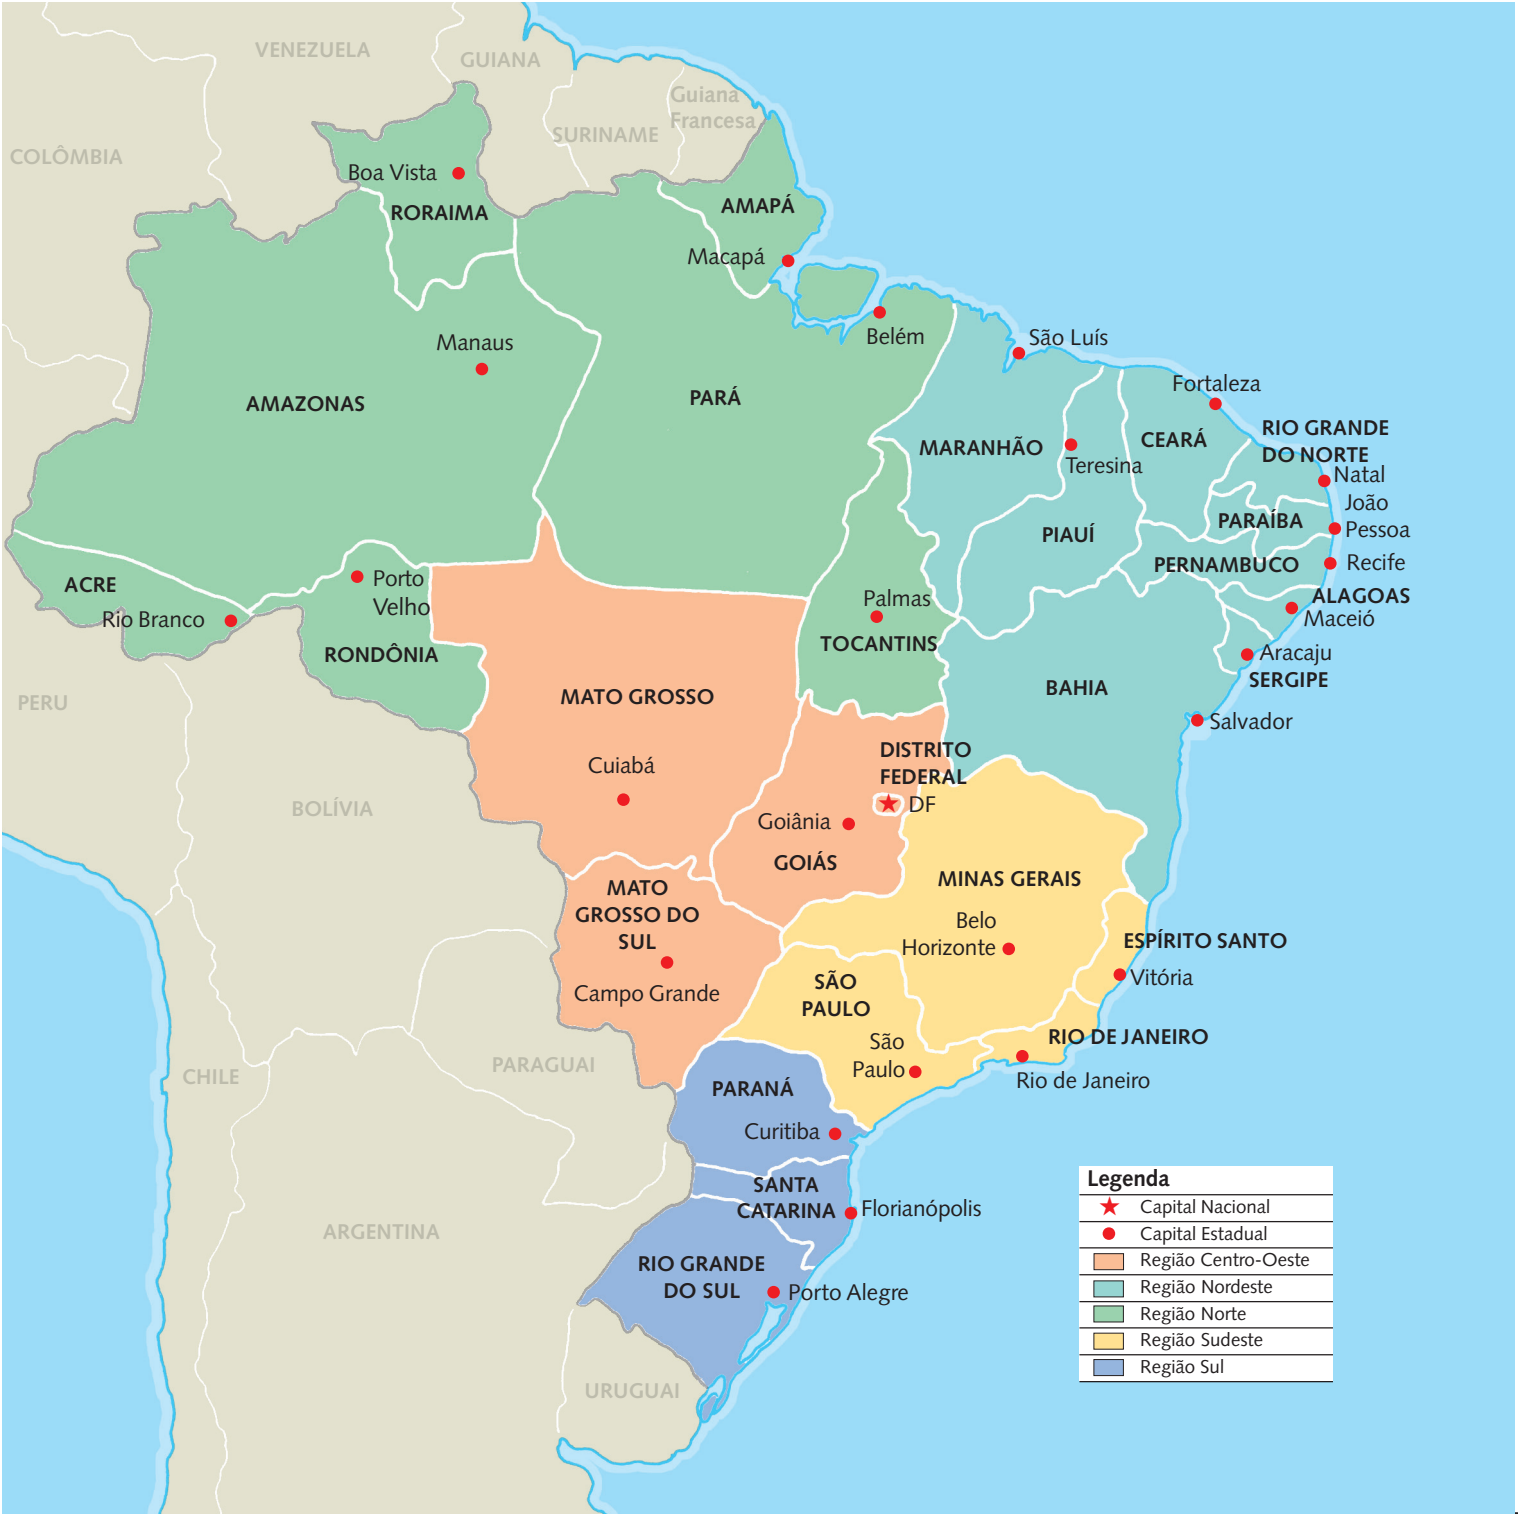 VENEZUELA
GUIANA
Guiana
Francesa
SURINAME
COLÔMBIA
Boa Vista
RORAIMA
AMAPÁ
Macapá
Belém
Manaus
AMAZONAS
PARÁ
São Luís
Fortaleza
MARANHÃO
Teresina
CEARÁ
RIO GRANDE
DO NORTE
Natal
João
Pessoa
PARAÍBA
PIAUÍ
PERNAMBUCO
Recife
ALAGOAS
Maceió
Aracaju
SERGIPE
ACRE
Rio Branco
Porto
Velho
RONDÔNIA
Palmas
TOCANTINS
PERU
MATO GROSSO
BAHIA
Salvador
Cuiabá
DISTRITO
FEDERAL
DF
Goiânia
GOIÁS
BOLÍVIA
MATO
GROSSO DO
SUL
Campo Grande
MINAS GERAIS
Belo
Horizonte
ESPÍRITO SANTO
Vitória
SÃO
PAULO
São
Paulo
RIO DE JANEIRO
Rio de Janeiro
CHILE
PARAGUAI
PARANÁ
Curitiba
SANTA
CATARINA
Florianópolis
ARGENTINA
RIO GRANDE
DO SUL
Porto Alegre
URUGUAI
Legenda
Capital Nacional
Capital Estadual
Região Centro-Oeste
Região Nordeste
Região Norte
Região Sudeste
Região Sul